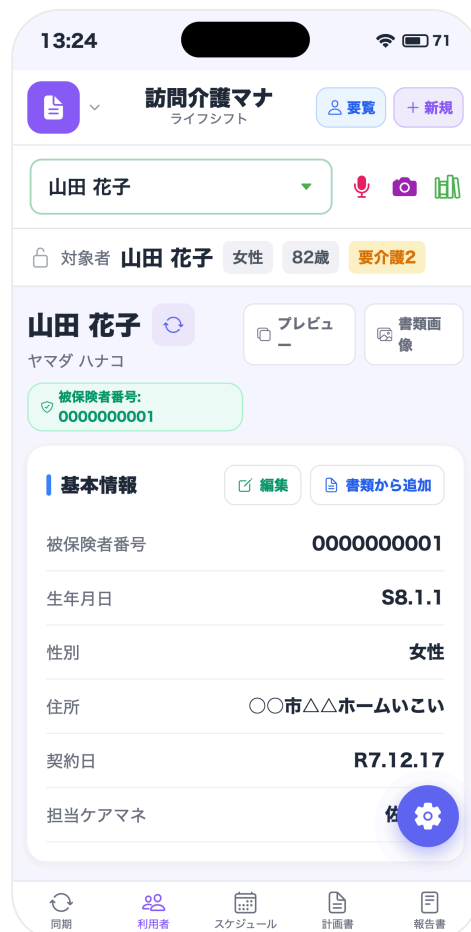 13:24
71
訪問介護マナ
ライフシフト
要覧
+ 新規
山田 花子
対象者 山田 花子 女性 82歳 要介護2
山田 花子
ヤマダ ハナコ
プレビュ
ー
書類画
像
被保険者番号:
0000000001
基本情報
編集
書類から追加
被保険者番号 0000000001
生年月日 S8.1.1
性別 女性
住所 〇〇市△△ホームいこい
契約日 R7.12.17
担当ケアマネ 佐
同期
利用者
スケジュール
計画書
報告書